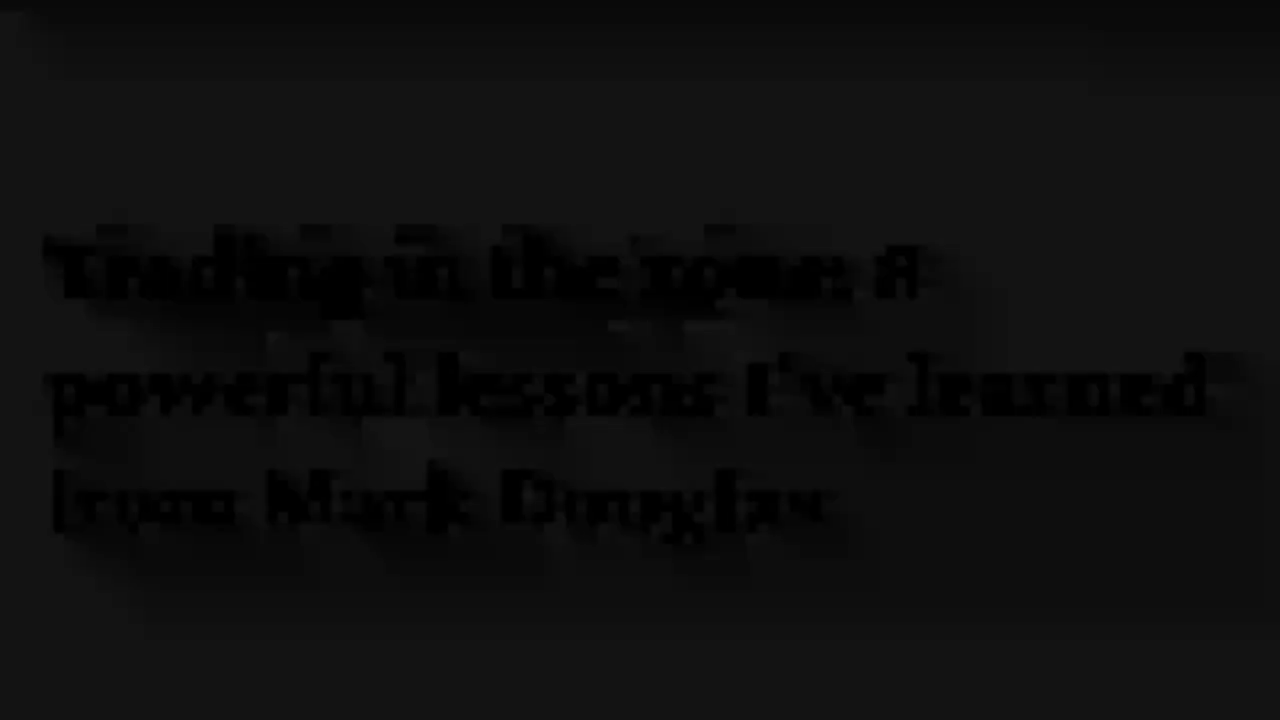 Trading in the zone: A
powerful lessons I've learned
from Mark Douglas